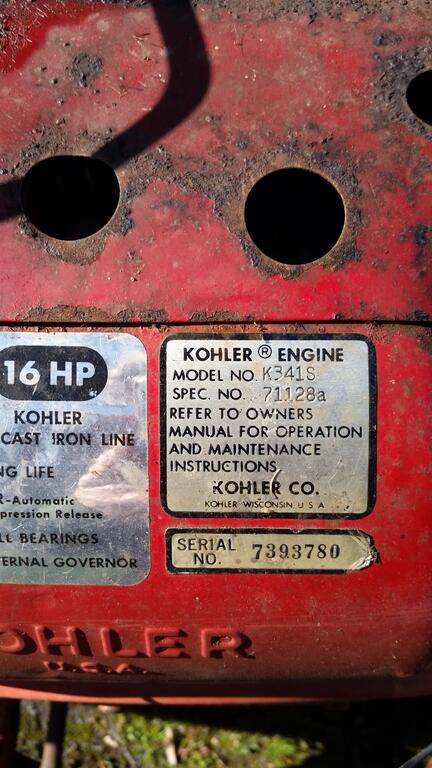 16 HP
KOHLER
CAST IRON LINE
NG LIFE
R-Automatic
pression Release
LL BEARINGS
TERNAL GOVERNOR
KOHLER ® ENGINE
MODEL NO. K341S
SPEC. NO. 71128a
REFER TO OWNERS
MANUAL FOR OPERATION
AND MAINTENANCE
INSTRUCTIONS
KOHLER CO.
KOHLER WISCONSIN U S A
SERIAL NO. 7393780
OHLER
U.S.A.